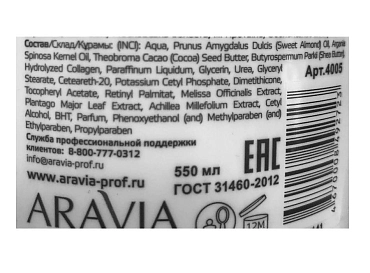 Состав/Склад/Құрамы: (INCI): Aqua, Prunus Amygdalus Dulcis (Sweet Almond) Oil, Argania
Spinosa Kernel Oil, Theobroma Cacao (Cocoa) Seed Butter, Butyrospermum Parkii (Shea Butter),
Hydrolyzed Collagen, Paraffinum Liquidum, Glycerin, Urea, Glyceryl
Stearate, Ceteareth-20, Potassium Cetyl Phosphate, Dimethicone,
Tocopheryl Acetate, Retinyl Palmitate, Melissa Officinalis Extract,
Plantago Major Leaf Extract, Achillea Millefolium Extract, Cetyl
Alcohol, BHT, Parfum, Phenoxyethanol (and) Methylparaben (and)
Ethylparaben, Propylparaben
Арт.4005
Служба профессиональной поддержки
клиентов: 8-800-777-0312
info@aravia-prof.ru
www.aravia-prof.ru
550 мл
ГОСТ 31460-2012
EAC
ARAVIA
12M